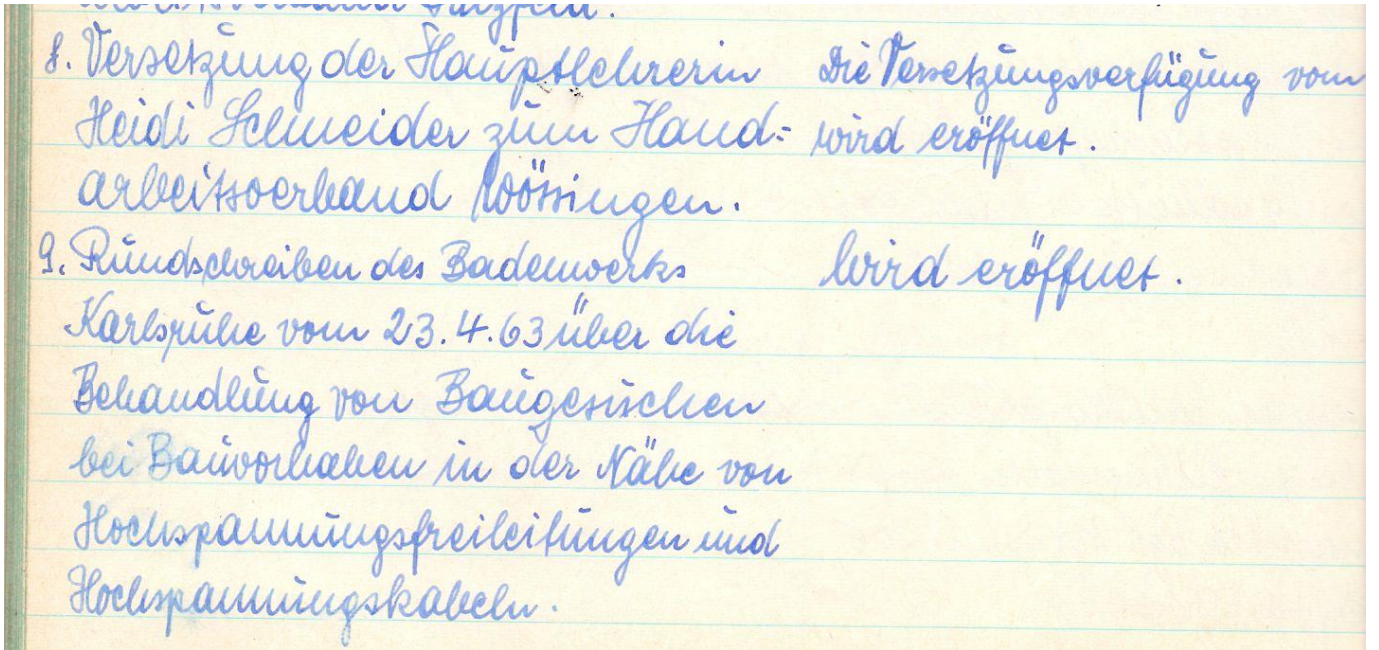 8. Versetzung der Hauptlehrerin
Heidi Schneider zum Hand-
arbeitsverband Wössingen.
Die Versetzungsverfügung vom
wird eröffnet.
9. Rundschreiben des Badenwerks
Karlsruhe vom 23.4.63 über die
Behandlung von Baugesuchen
bei Bauvorhaben in der Nähe von
Hochspannungsfreileitungen und
Hochspannungskabeln.
Wird eröffnet.